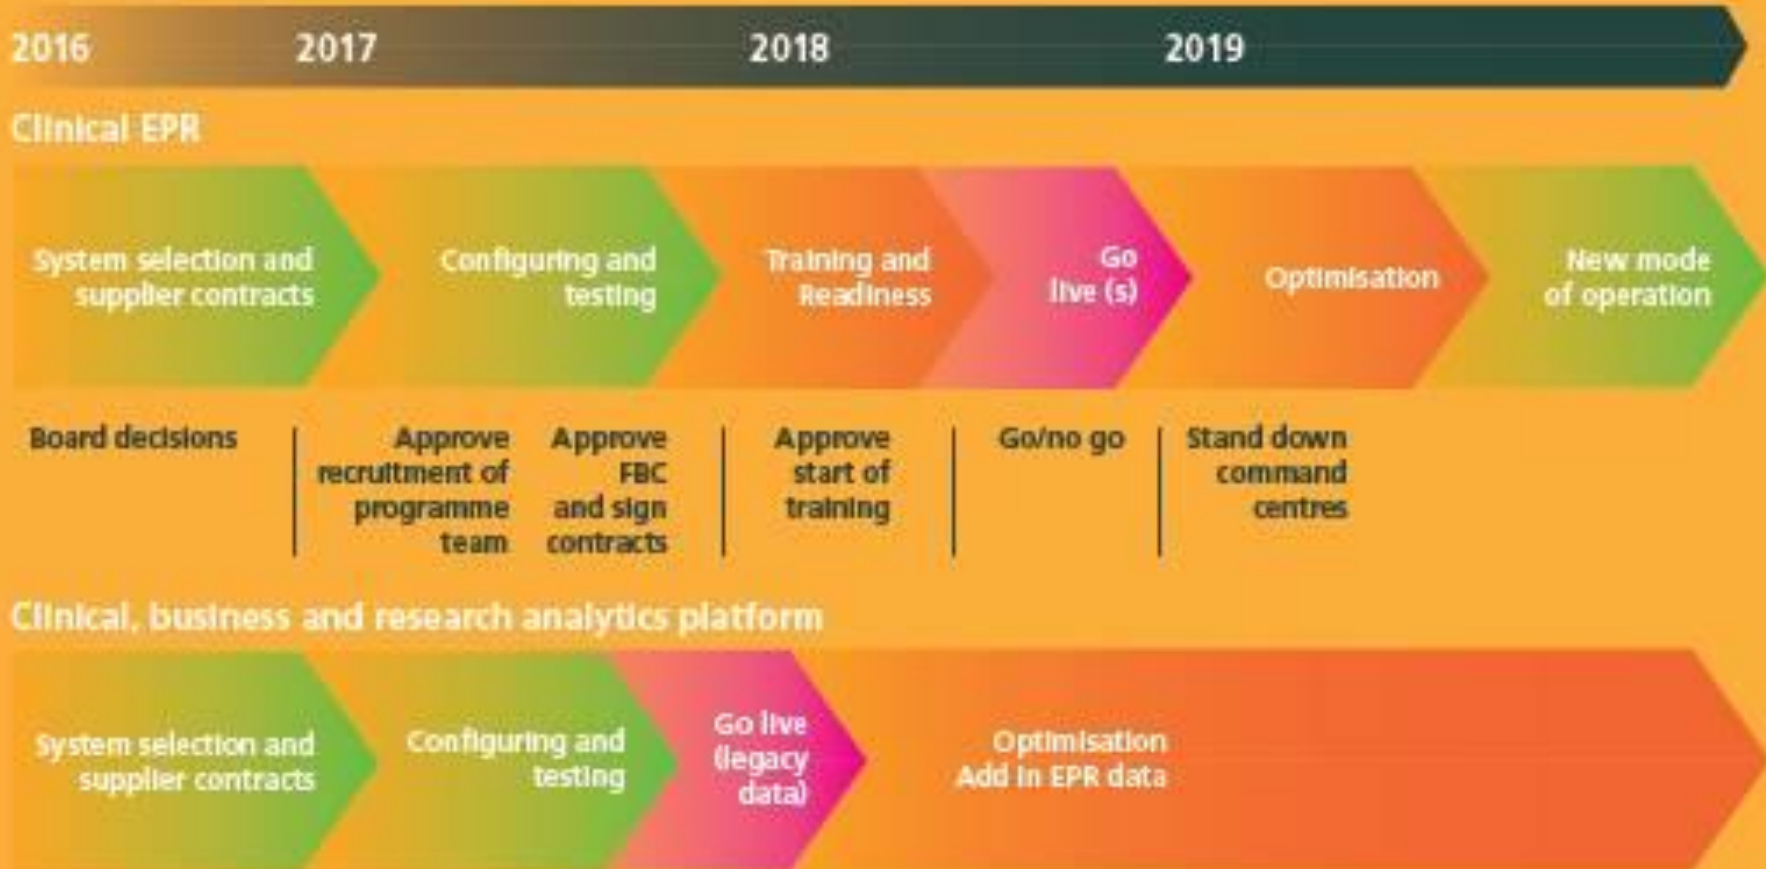 2016 2017 2018 2019
Clinical EPR
System selection and
supplier contracts
Configuring and
testing
Training and
Readiness
Go
live (s)
Optimisation
New mode
of operation
Board decisions
Approve
recruitment of
programme
team
Approve
FBC
and sign
contracts
Approve
start of
training
Go/no go
Stand down
command
centres
Clinical, business and research analytics platform
System selection and
supplier contracts
Configuring and
testing
Go live
(legacy
data)
Optimisation
Add in EPR data